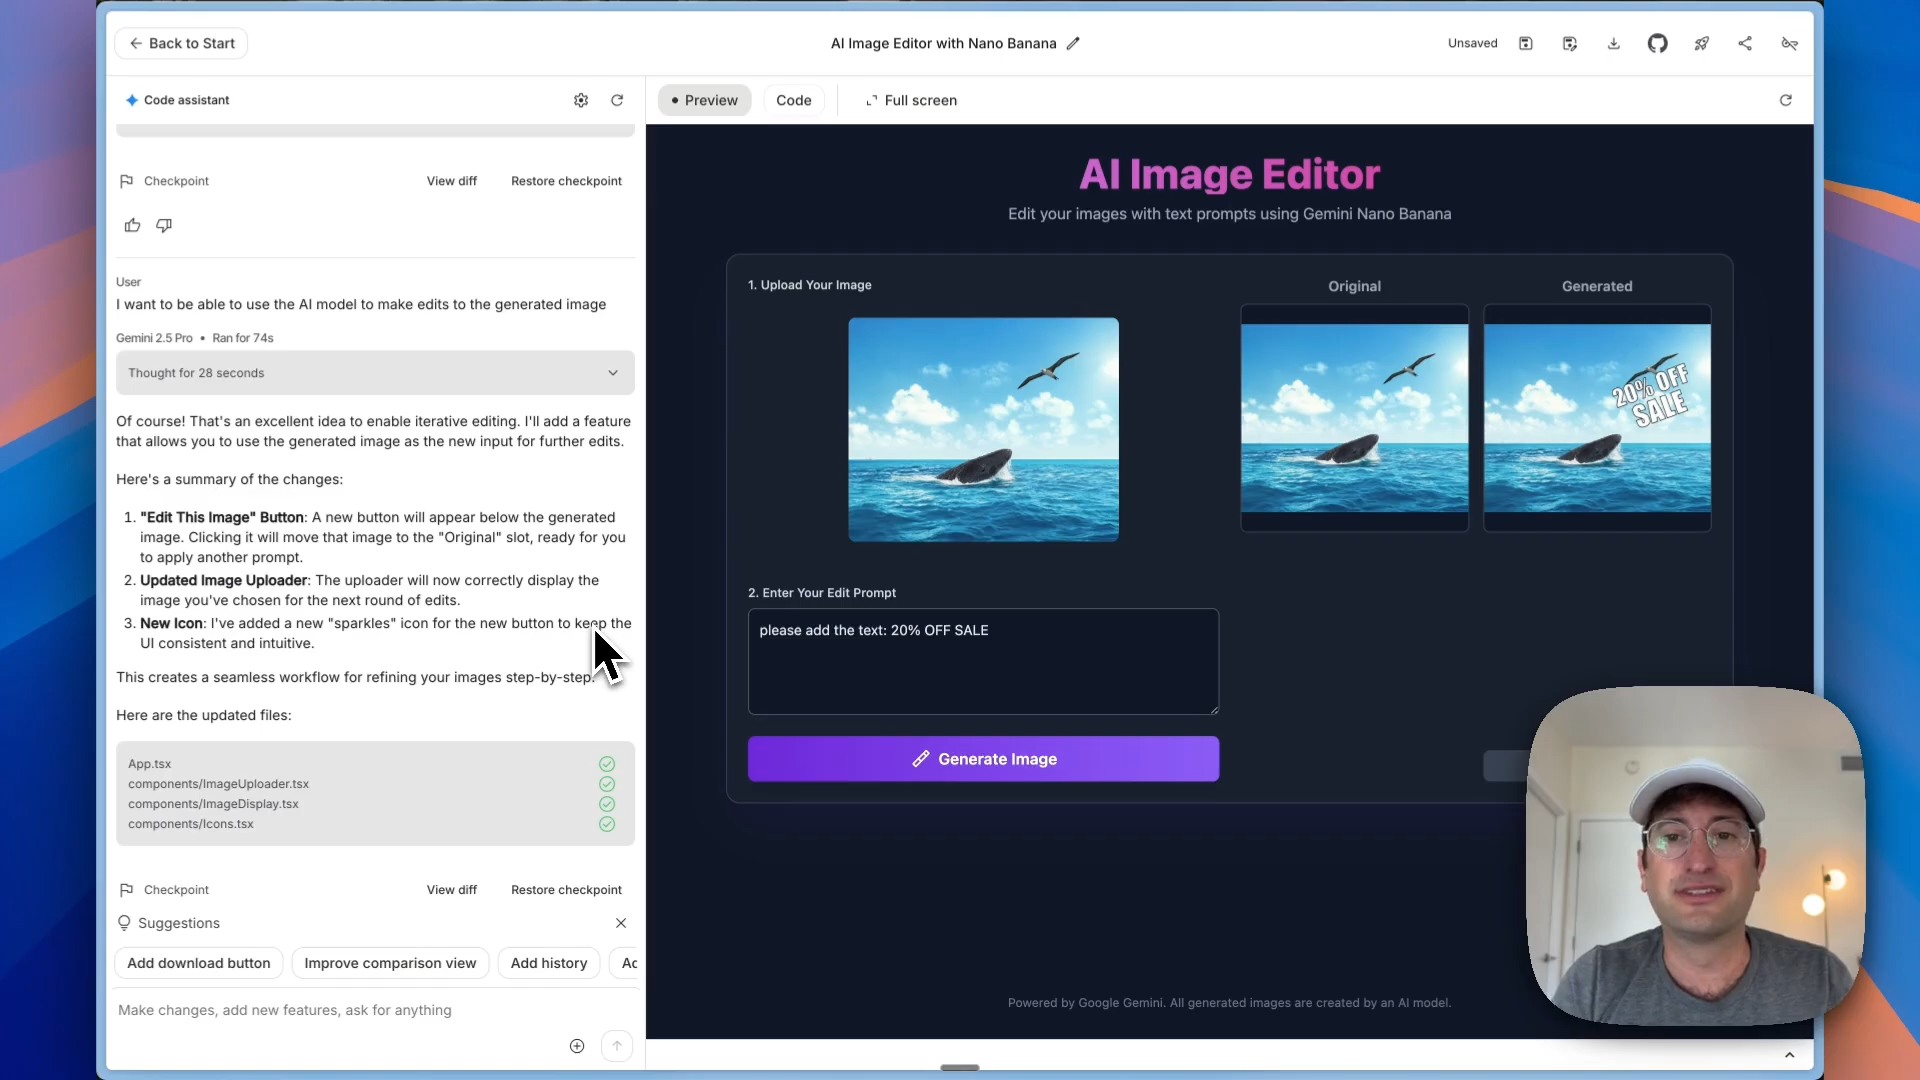 Back to Start
AI Image Editor with Nano Banana
Unsaved
Code assistant
Preview
Code
Full screen
Checkpoint
View diff
Restore checkpoint
User
I want to be able to use the AI model to make edits to the generated image
Gemini 2.5 Pro • Ran for 74s
Thought for 28 seconds
Of course! That's an excellent idea to enable iterative editing. I'll add a feature
that allows you to use the generated image as the new input for further edits.
Here's a summary of the changes:
1. "Edit This Image" Button: A new button will appear below the generated
image. Clicking it will move that image to the "Original" slot, ready for you
to apply another prompt.
2. Updated Image Uploader: The uploader will now correctly display the
image you've chosen for the next round of edits.
3. New Icon: I've added a new "sparkles" icon for the new button to keep the
UI consistent and intuitive.
This creates a seamless workflow for refining your images step-by-step.
Here are the updated files:
App.tsx
components/ImageUploader.tsx
components/ImageDisplay.tsx
components/Icons.tsx
Checkpoint
View diff
Restore checkpoint
Suggestions
Add download button
Improve comparison view
Add history
Make changes, add new features, ask for anything
AI Image Editor
Edit your images with text prompts using Gemini Nano Banana
1. Upload Your Image
Original
Generated
20% OFF
SALE
2. Enter Your Edit Prompt
please add the text: 20% OFF SALE
Generate Image
Powered by Google Gemini. All generated images are created by an AI model.